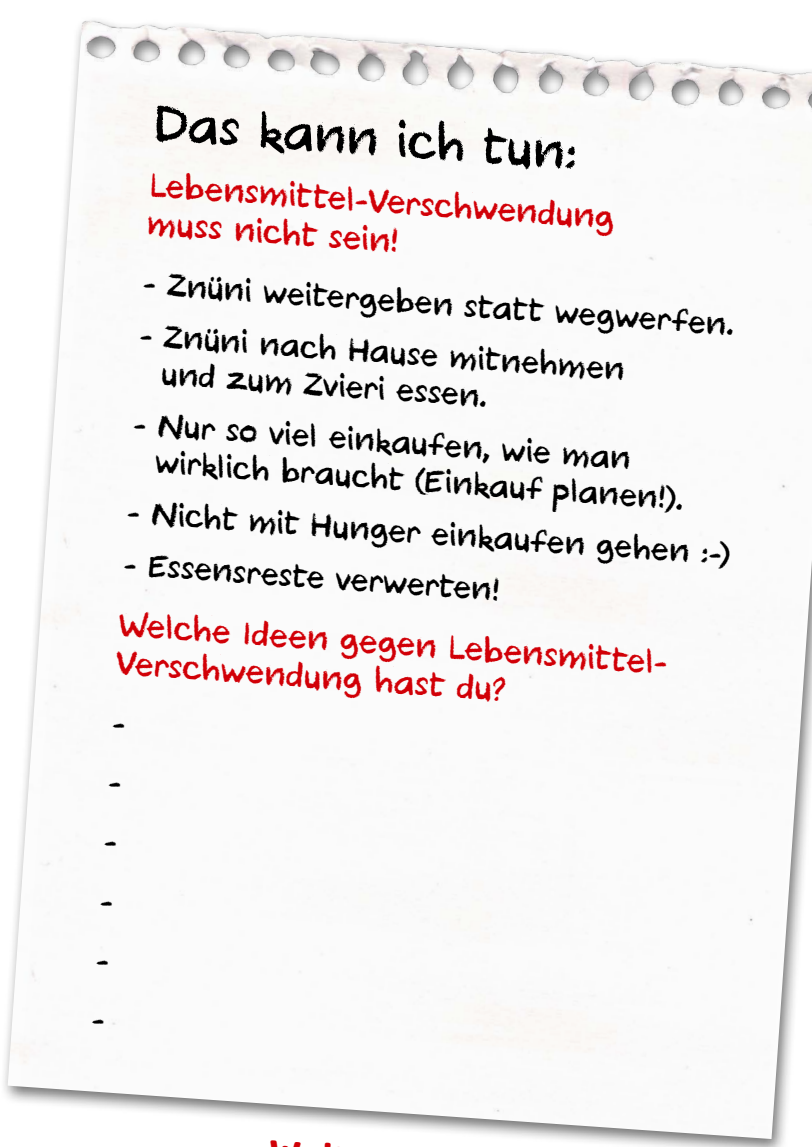 Das kann ich tun:
Lebensmittel-Verschwendung
muss nicht sein!
- Znüni weitergeben statt wegwerfen.
- Znüni nach Hause mitnehmen
und zum Zvieri essen.
- Nur so viel einkaufen, wie man
wirklich braucht (Einkauf planen!).
- Nicht mit Hunger einkaufen gehen :-)
- Essensreste verwerten!
Welche Ideen gegen Lebensmittel-
Verschwendung hast du?
-
-
-
-
-
-